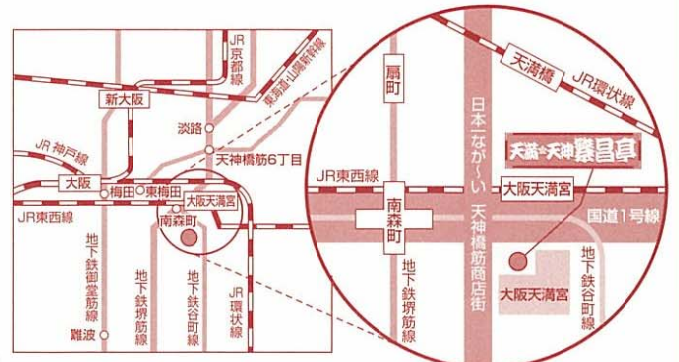 JR京都線
東海道・山陽新幹線
新大阪
淡路
天神橋筋6丁目
JR神戸線
大阪
梅田
東梅田
大阪天満宮
JR東西線
南森町
地下鉄御堂筋線
地下鉄堺筋線
地下鉄谷町線
JR環状線
難波
扇町
天満橋
JR環状線
日本一なが〜い 天神橋筋商店街
天満☆天神 繁昌亭
JR東西線
大阪天満宮
南森町
国道1号線
大阪天満宮
地下鉄堺筋線
地下鉄谷町線